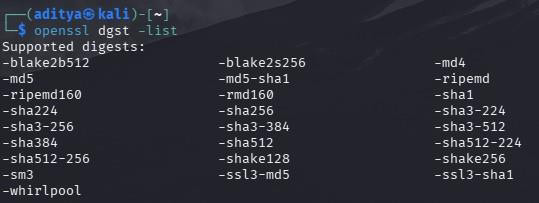 ┌──(aditya㉿kali)-[~]
└─$ openssl dgst -list
Supported digests:
-blake2b512 -blake2s256 -md4
-md5 -md5-sha1 -ripemd
-ripemd160 -rmd160 -sha1
-sha224 -sha256 -sha3-224
-sha3-256 -sha3-384 -sha3-512
-sha384 -sha512 -sha512-224
-sha512-256 -shake128 -shake256
-sm3 -ssl3-md5 -ssl3-sha1
-whirlpool